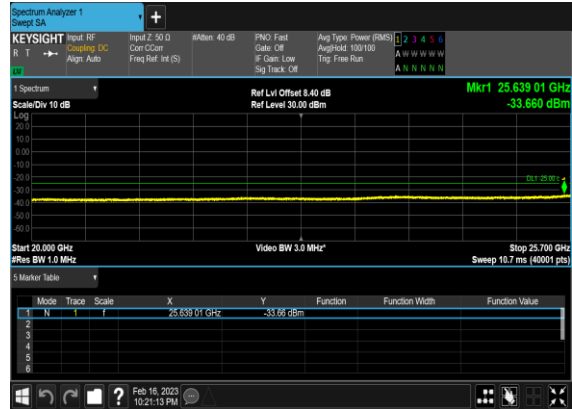 Spectrum Analyzer 1
Swept SA
+
KEYSIGHT Input: RF Input Z: 50 Ω #Atten: 40 dB PNO: Fast Avg Type: Power (RMS) 1 2 3 4 5 6
R T Coupling: DC Corr CCorr Gate: Off Avg|Hold: 100/100 A W W W W W
Align: Auto Freq Ref: Int (S) IF Gain: Low Trig: Free Run
Sig Track: Off A N N N N N
1 Spectrum
Ref Lvl Offset 8.40 dB Mkr1 25.639 01 GHz
Scale/Div 10 dB Ref Level 30.00 dBm -33.660 dBm
Log
20.0
10.0
0.00
-10.0
-20.0
-30.0
-40.0
-50.0
-60.0
Start 20.000 GHz Video BW 3.0 MHz* Stop 25.700 GHz
#Res BW 1.0 MHz Sweep 10.7 ms (40001 pts)
5 Marker Table
Mode Trace Scale X Y Function Function Width Function Value
1 N 1 f 25.639 01 GHz -33.66 dBm
2
3
4
5
6
? Feb 16, 2023
10:21:13 PM